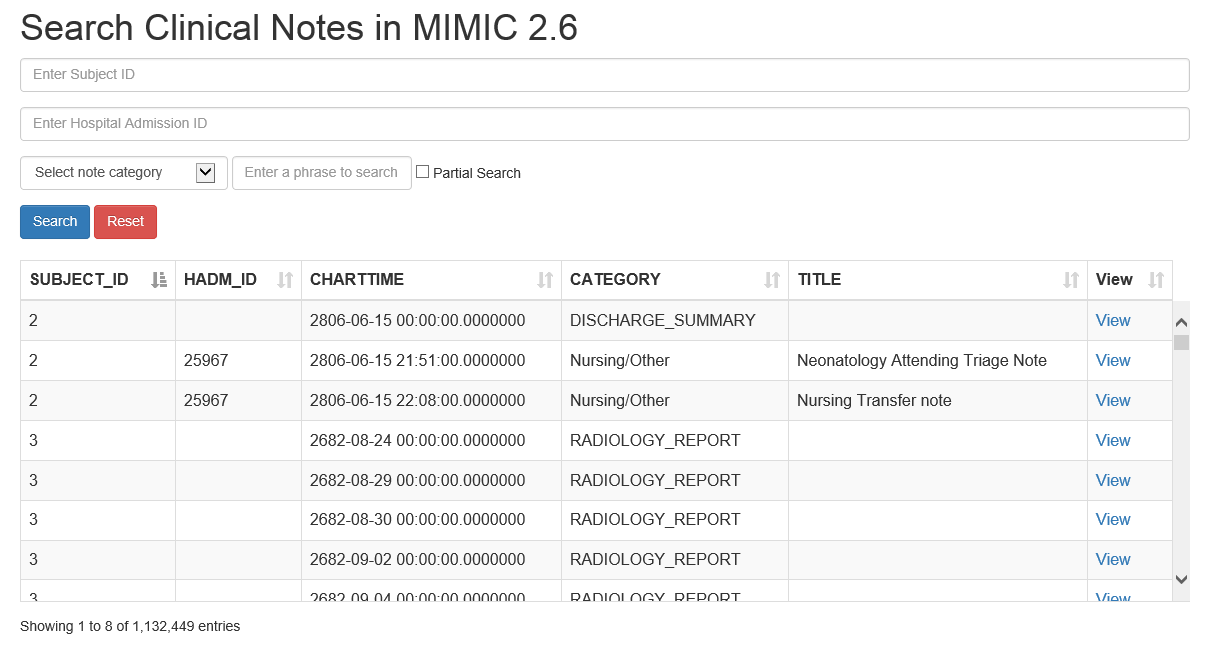 Search Clinical Notes in MIMIC 2.6
Enter Subject ID
Enter Hospital Admission ID
Select note category Enter a phrase to search Partial Search
Search Reset
SUBJECT_ID HADM_ID CHARTTIME CATEGORY TITLE View
2 2806-06-15 00:00:00.0000000 DISCHARGE_SUMMARY View
2 25967 2806-06-15 21:51:00.0000000 Nursing/Other Neonatology Attending Triage Note View
2 25967 2806-06-15 22:08:00.0000000 Nursing/Other Nursing Transfer note View
3 2682-08-24 00:00:00.0000000 RADIOLOGY_REPORT View
3 2682-08-29 00:00:00.0000000 RADIOLOGY_REPORT View
3 2682-08-30 00:00:00.0000000 RADIOLOGY_REPORT View
3 2682-09-02 00:00:00.0000000 RADIOLOGY_REPORT View
3 2682-09-04 00:00:00.0000000 RADIOLOGY_REPORT View
Showing 1 to 8 of 1,132,449 entries